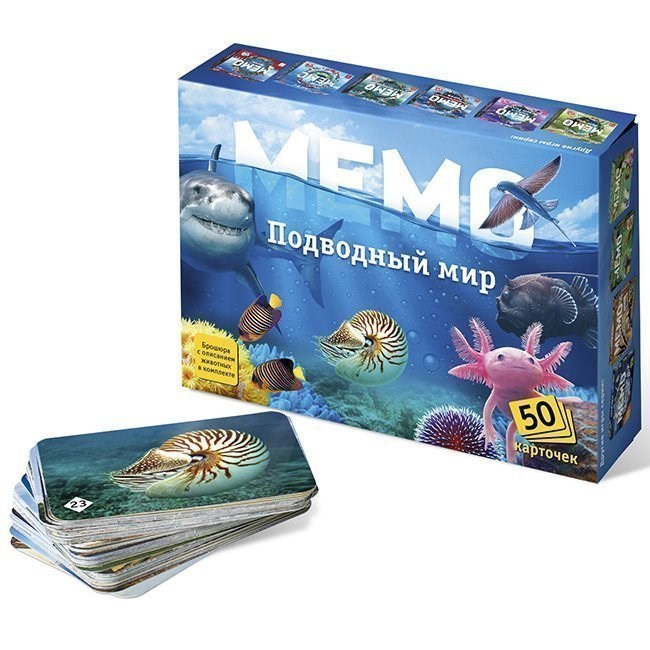 Другие игры серии:
МЕМО
Подводный мир
Брошюра
с описанием
животных
в комплекте
50
карточек
23